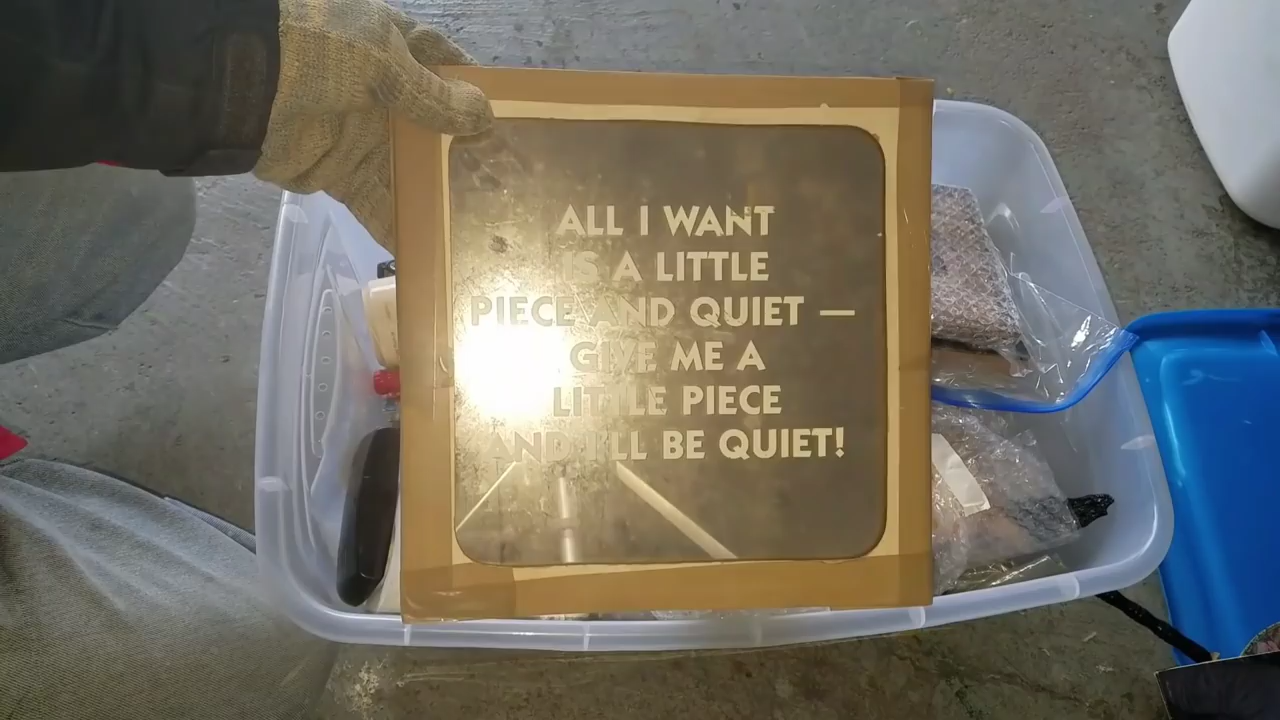 ALL I WANT
IS A LITTLE
PIECE AND QUIET —
GIVE ME A
LITTLE PIECE
AND I'LL BE QUIET!